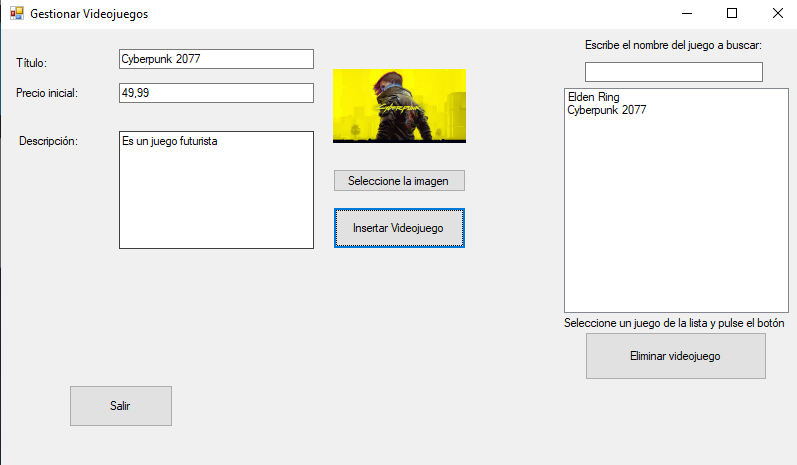 Gestionar Videojuegos
Título:
Cyberpunk 2077
Precio inicial:
49,99
Descripción:
Es un juego futurista
Cyberpunk
Seleccione la imagen
Insertar Videojuego
Salir
Escribe el nombre del juego a buscar:
Elden Ring
Cyberpunk 2077
Seleccione un juego de la lista y pulse el botón
Eliminar videojuego